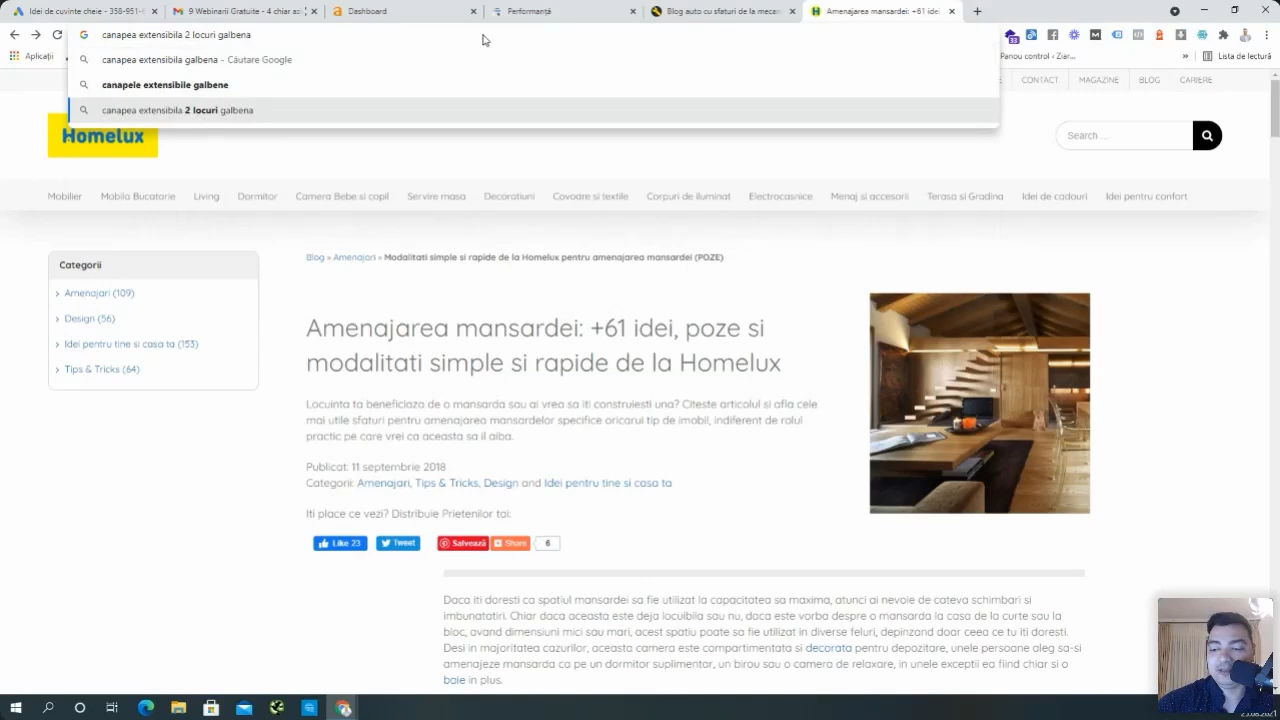 Idei de cuvinte cheie - 338-951-6
9 Webinarii Gratuite - 4 chiar az
Dashboard
Performanță
Blog auto cu sfaturi de la mecan
Amenajarea mansardei: +61 idei
canapea extensibila 2 locuri galbena
Aplicații
canapea extensibila galbena - Căutare Google
canapele extensibile galbene
canapea extensibila 2 locuri galbena
33
Panou control ‹ Ziar...
»
Listă de lectură
CONTACT
MAGAZINE
BLOG
CARIERE
Homelux
Search ...
Mobilier
Mobila Bucatarie
Living
Dormitor
Camera Bebe si copil
Servire masa
Decoratiuni
Covoare si textile
Corpuri de iluminat
Electrocasnice
Menaj si accesorii
Terasa si Gradina
Idei de cadouri
Idei pentru confort
Categorii
Amenajari (109)
Design (56)
Idei pentru tine si casa ta (153)
Tips & Tricks (64)
Blog » Amenajari » Modalitati simple si rapide de la Homelux pentru amenajarea mansardei (POZE)
Amenajarea mansardei: +61 idei, poze si
modalitati simple si rapide de la Homelux
Locuinta ta beneficiaza de o mansarda sau ai vrea sa iti construiesti una? Citeste articolul si afla cele
mai utile sfaturi pentru amenajarea mansardelor specifice oricarui tip de imobil, indiferent de rolul
practic pe care vrei ca aceasta sa il aiba.
Publicat: 11 septembrie 2018
Categorii: Amenajari, Tips & Tricks, Design and Idei pentru tine si casa ta
Iti place ce vezi? Distribuie Prietenilor tai:
Like 23
Tweet
Salvează
Share
6
Daca iti doresti ca spatiul mansardei sa fie utilizat la capacitatea sa maxima, atunci ai nevoie de cateva schimbari si
imbunatatiri. Chiar daca aceasta este deja locuibila sau nu, daca este vorba despre o mansarda la casa de la curte sau la
bloc, avand dimensiuni mici sau mari, acest spatiu poate sa fie utilizat in diverse feluri, depinzand doar ceea ce tu iti doresti.
Desi in majoritatea cazurilor, aceasta camera este compartimentata si decorata pentru depozitare, unele persoane aleg sa-si
amenajeze mansarda ca pe un dormitor suplimentar, un birou sau o camera de relaxare, in unele exceptii ea fiind chiar si o
baie in plus.